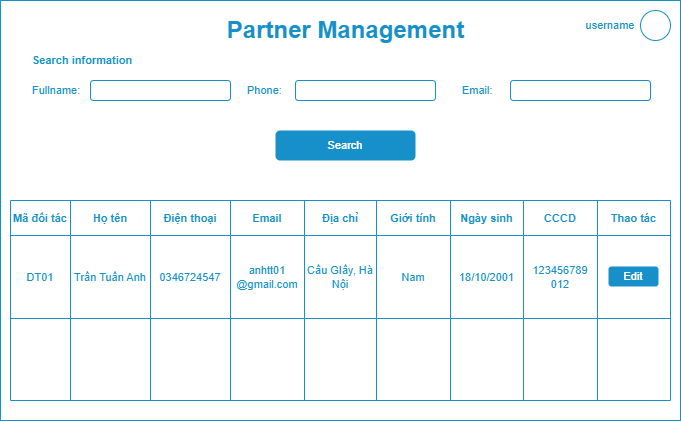 Partner Management
username
Search information
Fullname:
Phone:
Email:
Search
Mã đối tác
Họ tên
Điện thoại
Email
Địa chỉ
Giới tính
Ngày sinh
CCCD
Thao tác
DT01
Trần Tuấn Anh
0346724547
anhtt01
@gmail.com
Cầu GIấy, Hà
Nội
Nam
18/10/2001
123456789
012
Edit